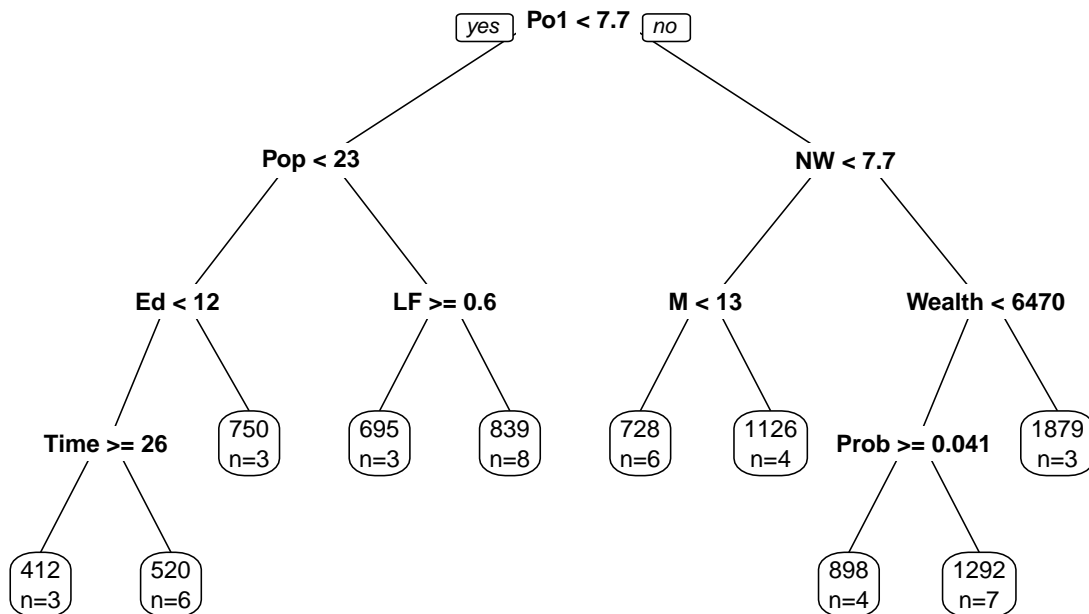 yes Po1 < 7.7 no
Pop < 23 NW < 7.7
Ed < 12 LF >= 0.6 M < 13 Wealth < 6470
Time >= 26 750 695 839 728 1126 Prob >= 0.041 1879
n=3 n=3 n=8 n=6 n=4 n=3
412 520 898 1292
n=3 n=6 n=4 n=7